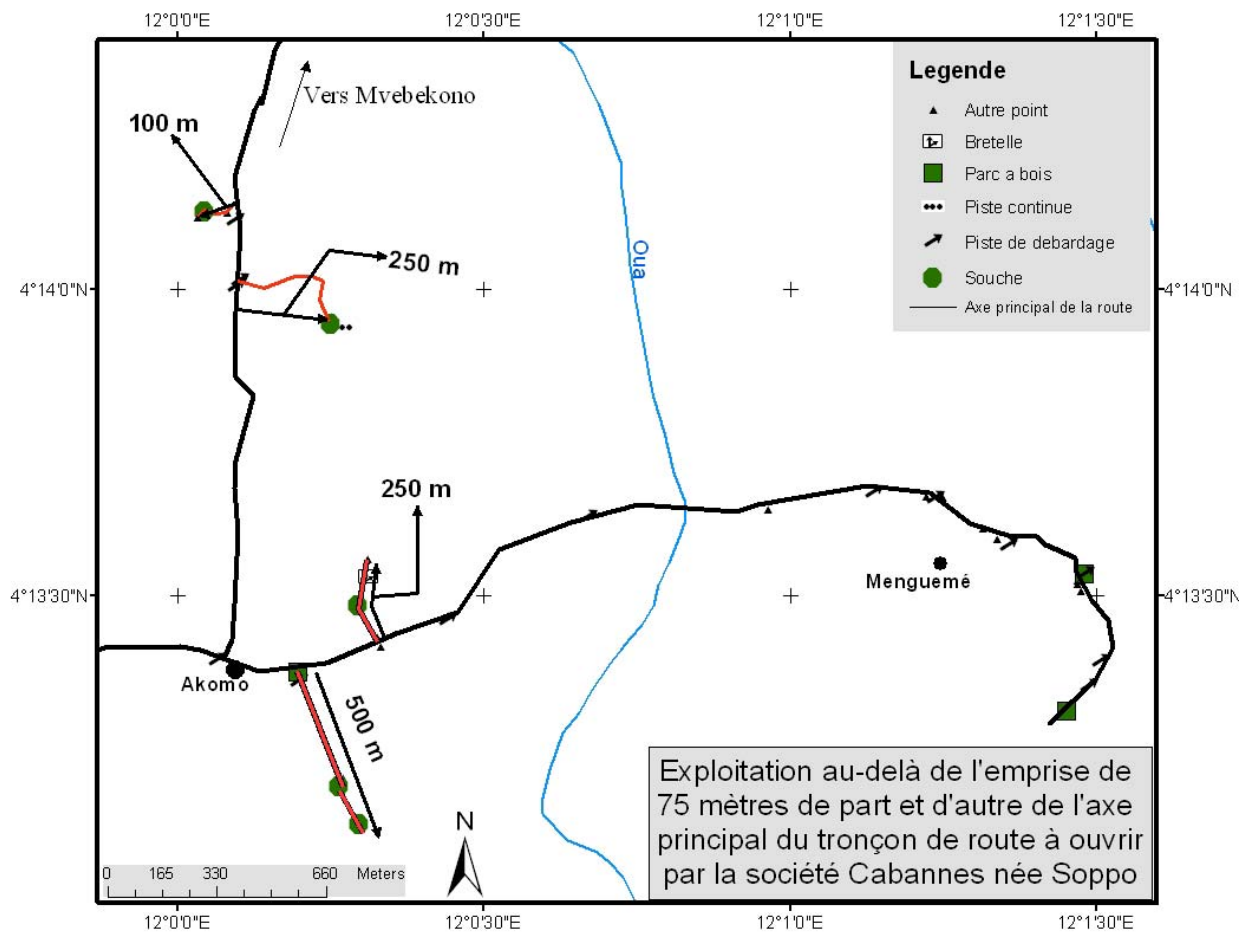 12°0'0"E
12°0'30"E
12°1'0"E
12°1'30"E
Vers Mvebekono
100 m
250 m
Oua
4°14'0"N
4°14'0"N
Legende
Autre point
Bretelle
Parc a bois
Piste continue
Piste de debardage
Souche
Axe principal de la route
250 m
Menguemé
4°13'30"N
4°13'30"N
Akomo
500 m
N
0 165 330 660 Meters
Exploitation au-delà de l'emprise de
75 mètres de part et d'autre de l'axe
principal du tronçon de route à ouvrir
par la société Cabannes née Soppo
12°0'0"E
12°0'30"E
12°1'0"E
12°1'30"E